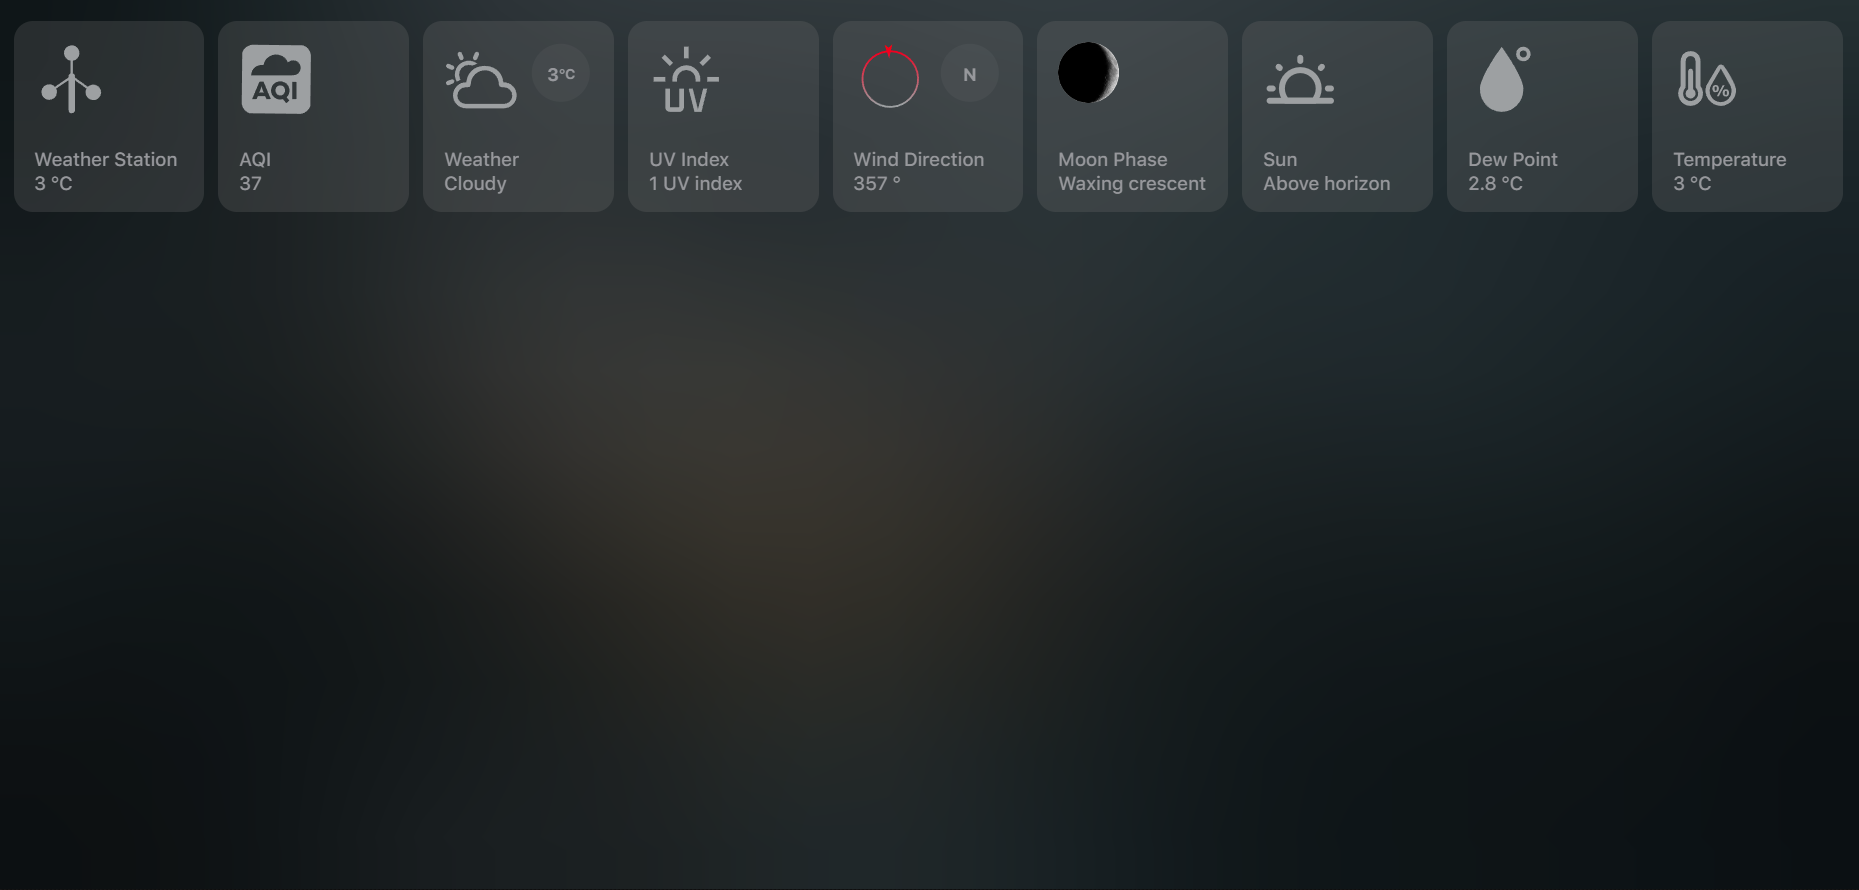 AQI
3°C
UV
N
%
Weather Station
3 °C
AQI
37
Weather
Cloudy
UV Index
1 UV index
Wind Direction
357 °
Moon Phase
Waxing crescent
Sun
Above horizon
Dew Point
2.8 °C
Temperature
3 °C